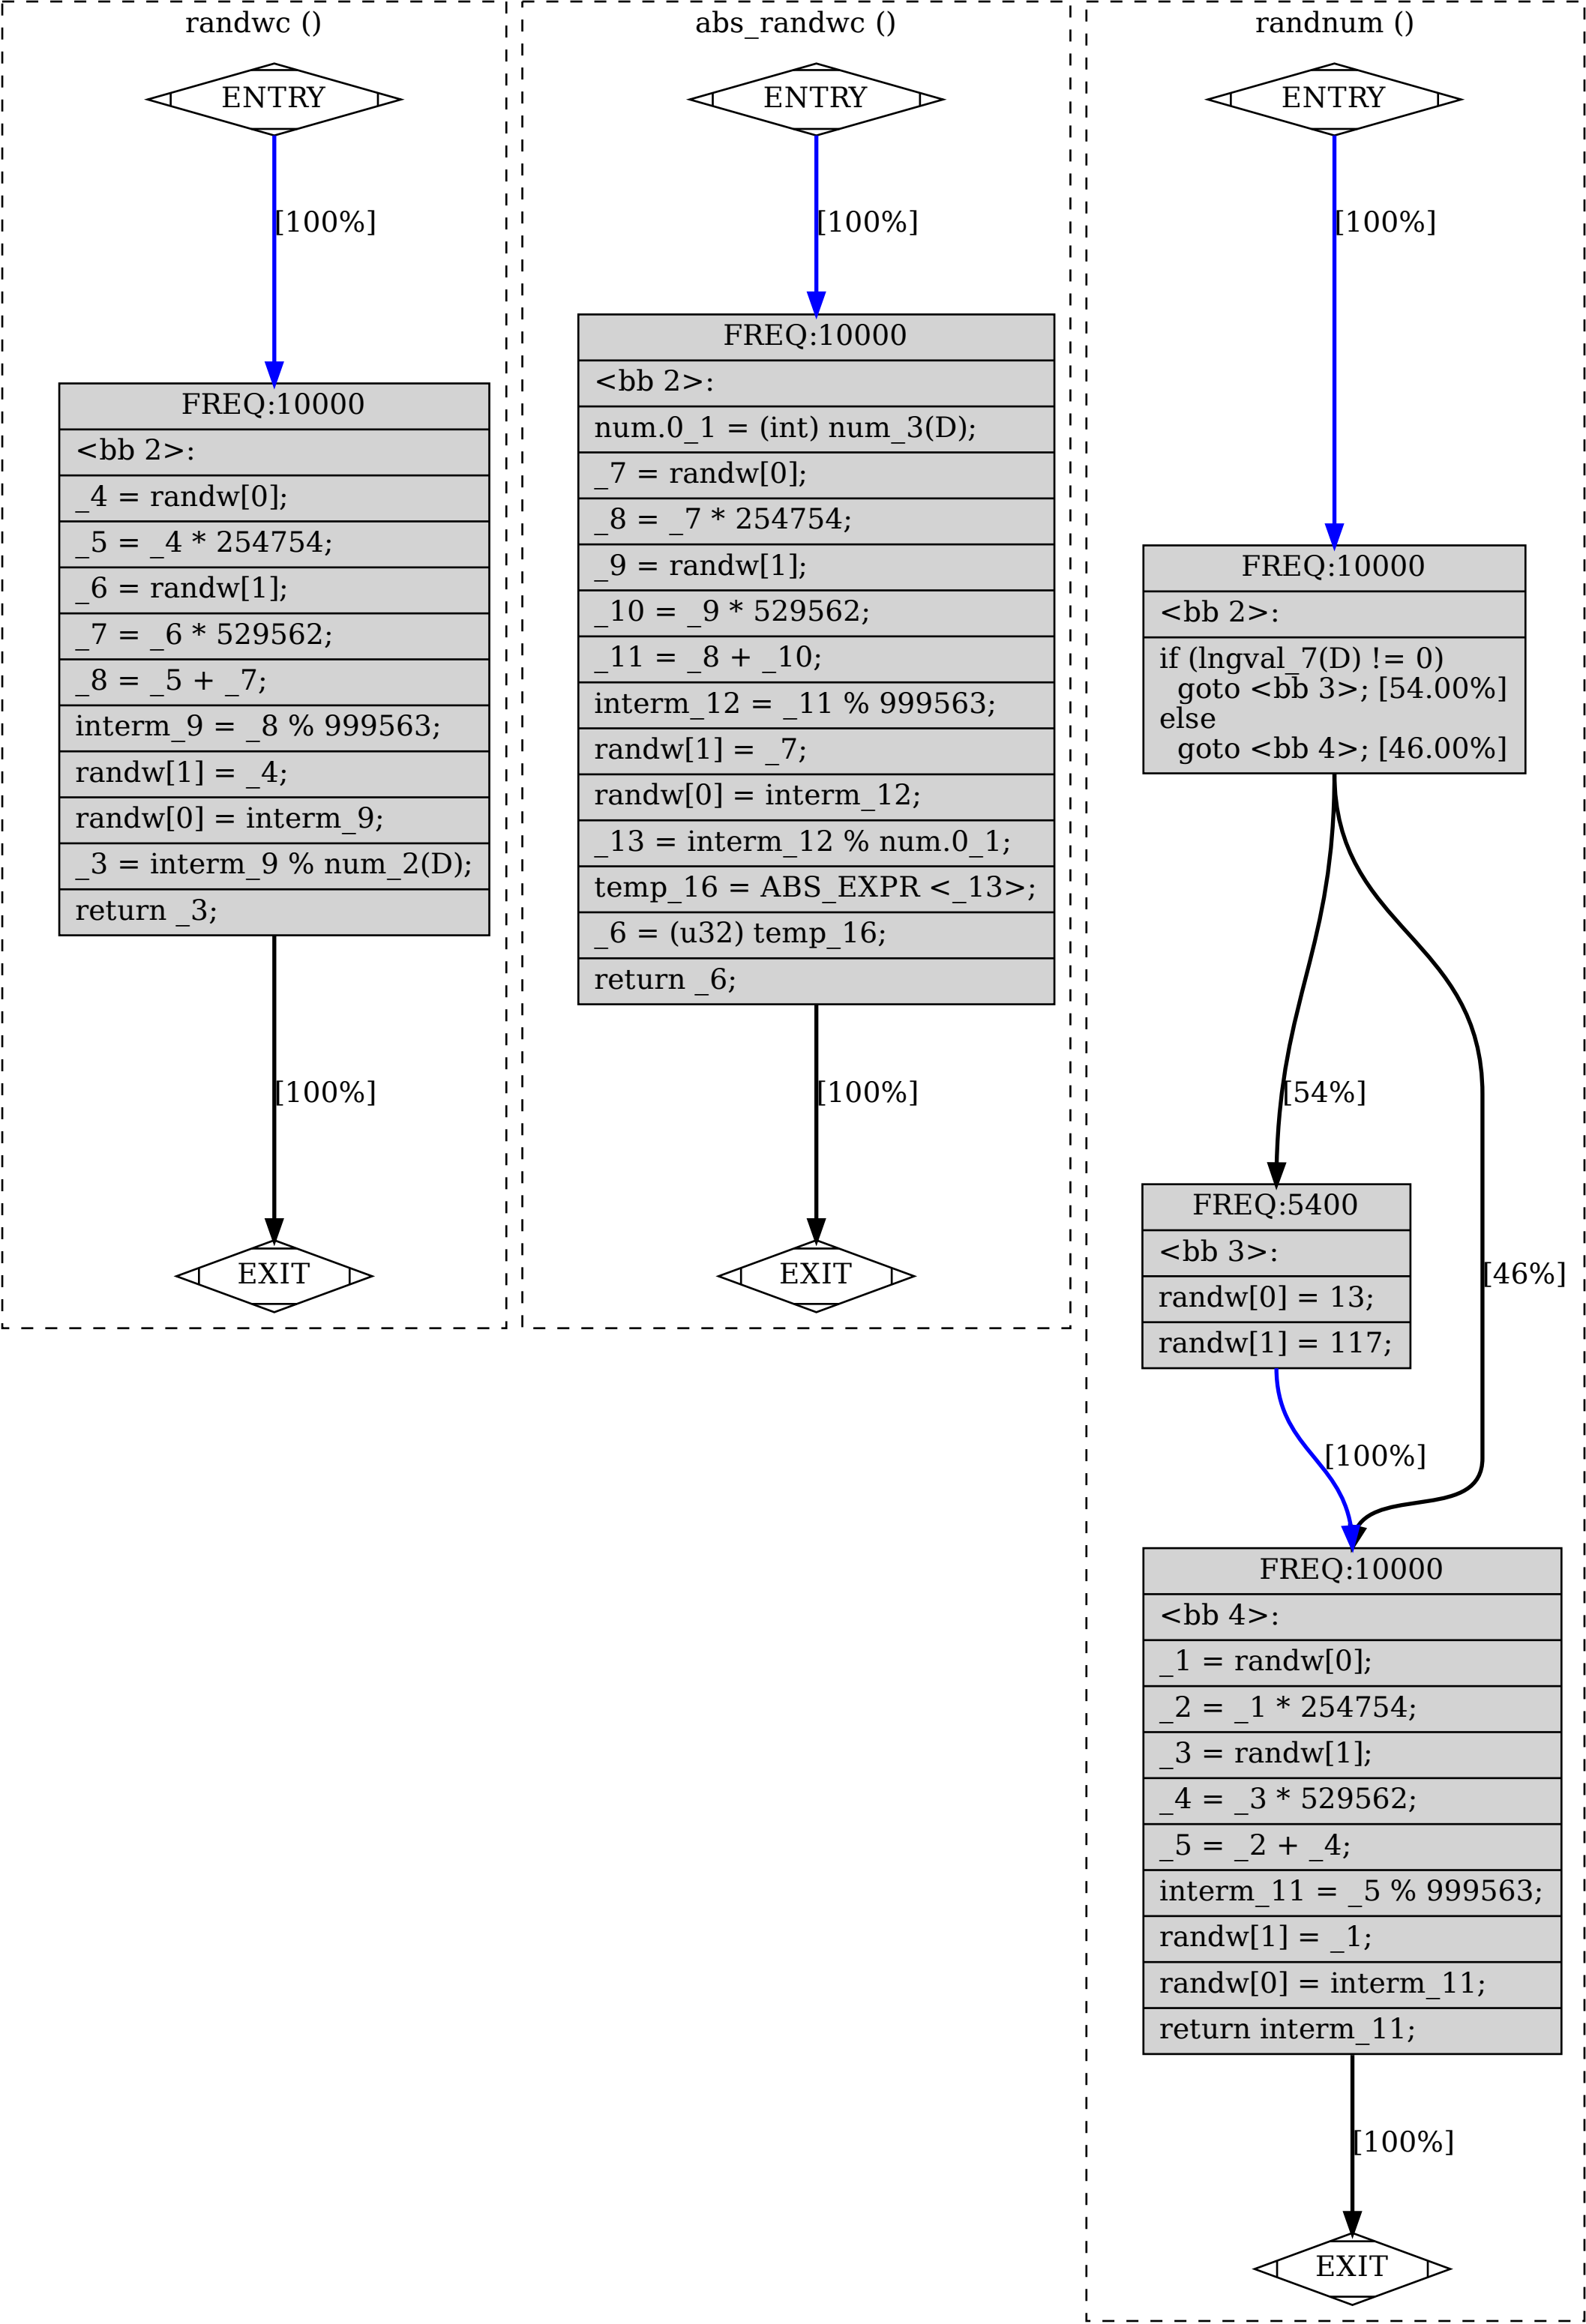 randwc ()
ENTRY
[100%]
FREQ:10000
<bb 2>:
_4 = randw[0];
_5 = _4 * 254754;
_6 = randw[1];
_7 = _6 * 529562;
_8 = _5 + _7;
interm_9 = _8 % 999563;
randw[1] = _4;
randw[0] = interm_9;
_3 = interm_9 % num_2(D);
return _3;
[100%]
EXIT
abs_randwc ()
ENTRY
[100%]
FREQ:10000
<bb 2>:
num.0_1 = (int) num_3(D);
_7 = randw[0];
_8 = _7 * 254754;
_9 = randw[1];
_10 = _9 * 529562;
_11 = _8 + _10;
interm_12 = _11 % 999563;
randw[1] = _7;
randw[0] = interm_12;
_13 = interm_12 % num.0_1;
temp_16 = ABS_EXPR <_13>;
_6 = (u32) temp_16;
return _6;
[100%]
EXIT
randnum ()
ENTRY
[100%]
FREQ:10000
<bb 2>:
if (lngval_7(D) != 0)
goto <bb 3>; [54.00%]
else
goto <bb 4>; [46.00%]
[54%]
FREQ:5400
<bb 3>:
randw[0] = 13;
randw[1] = 117;
[46%]
[100%]
FREQ:10000
<bb 4>:
_1 = randw[0];
_2 = _1 * 254754;
_3 = randw[1];
_4 = _3 * 529562;
_5 = _2 + _4;
interm_11 = _5 % 999563;
randw[1] = _1;
randw[0] = interm_11;
return interm_11;
[100%]
EXIT